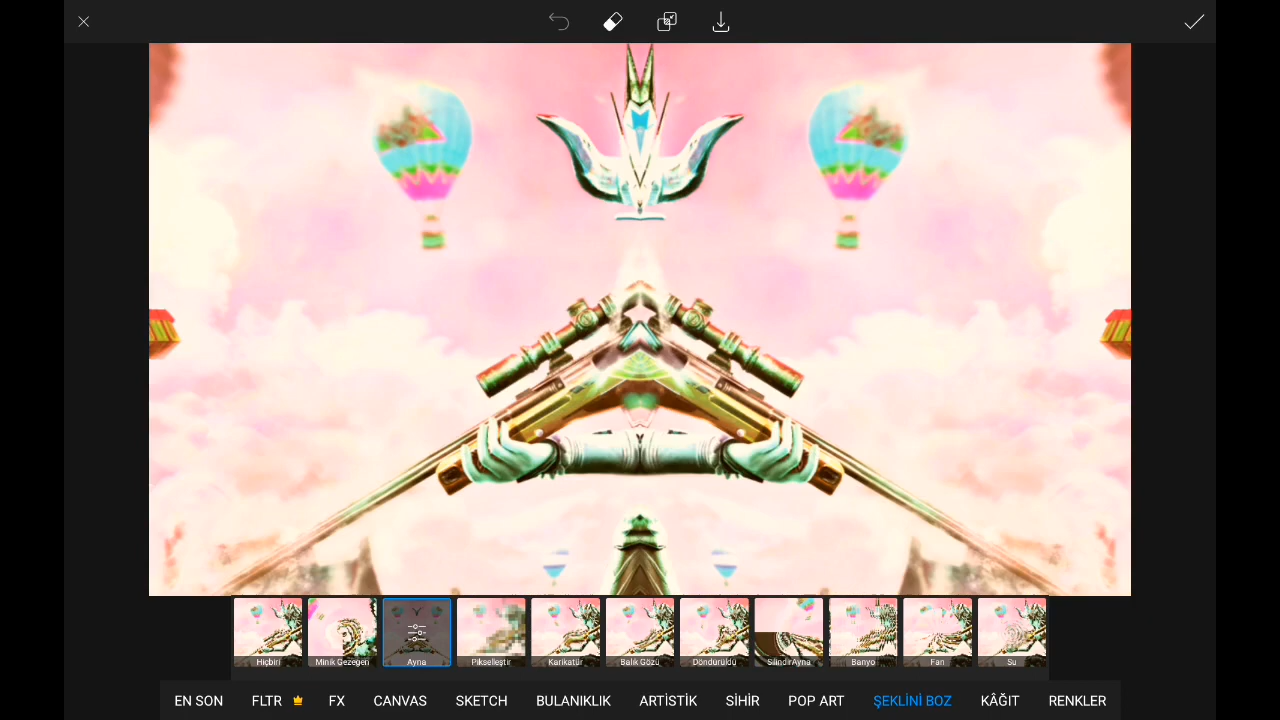 Hiçbiri Minik Gezegen Ayna Pikselleştir Karikatür Balık Gözü Döndürüldü SilindirAyna Banyo Fan Su
EN SON FLTR FX CANVAS SKETCH BULANIKLIK ARTİSTİK SİHİR POP ART ŞEKLİNİ BOZ KÂĞIT RENKLER